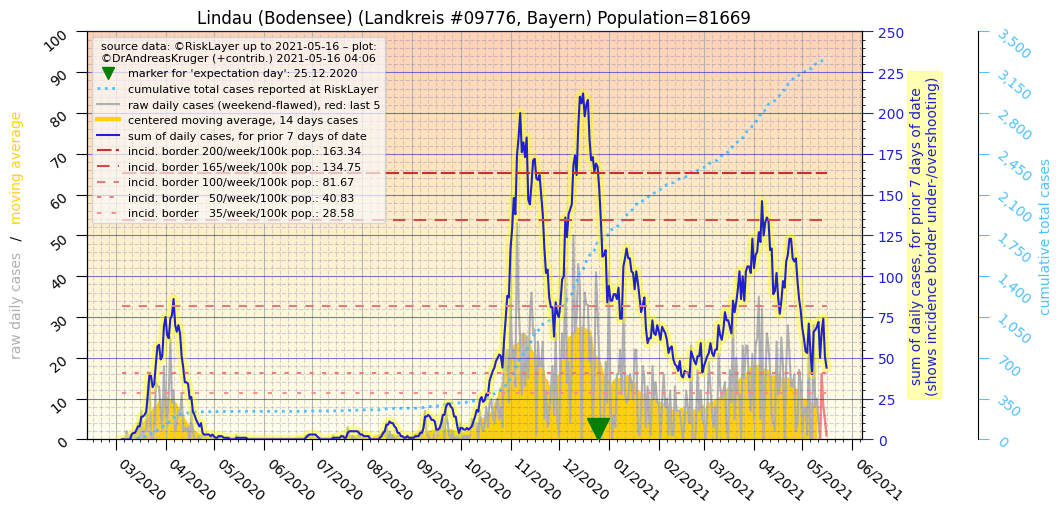 Lindau (Bodensee) (Landkreis #09776, Bayern) Population=81669
source data: ©RiskLayer up to 2021-05-16 – plot:
©DrAndreasKruger (+contrib.) 2021-05-16 04:06
marker for 'expectation day': 25.12.2020
cumulative total cases reported at RiskLayer
raw daily cases (weekend-flawed), red: last 5
centered moving average, 14 days cases
sum of daily cases, for prior 7 days of date
incid. border 200/week/100k pop.: 163.34
incid. border 165/week/100k pop.: 134.75
incid. border 100/week/100k pop.: 81.67
incid. border   50/week/100k pop.: 40.83
incid. border   35/week/100k pop.: 28.58
raw daily cases  /  moving average
100
90
80
70
60
50
40
30
20
10
0
250
225
200
175
150
125
100
75
50
25
0
sum of daily cases, for prior 7 days of date
(shows incidence border under-/overshooting)
3,500
3,150
2,800
2,450
2,100
1,750
1,400
1,050
700
350
0
cumulative total cases
03/2020
04/2020
05/2020
06/2020
07/2020
08/2020
09/2020
10/2020
11/2020
12/2020
01/2021
02/2021
03/2021
04/2021
05/2021
06/2021